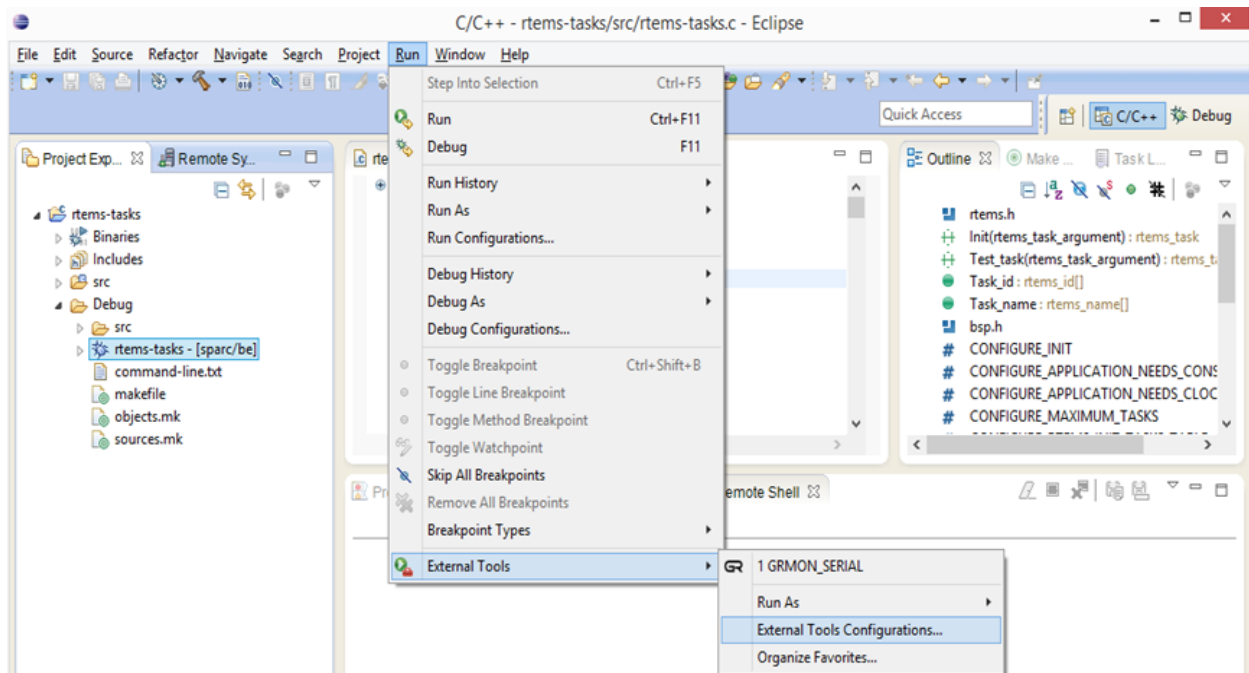 C/C++ - rtems-tasks/src/rtems-tasks.c - Eclipse
File Edit Source Refactor Navigate Search Project Run Window Help
Quick Access
C/C++ Debug
Project Exp... Remote Sy...
rtems-tasks
Binaries
Includes
src
Debug
src
rtems-tasks - [sparc/be]
command-line.txt
makefile
objects.mk
sources.mk
Step Into Selection Ctrl+F5
Run Ctrl+F11
Debug F11
Run History
Run As
Run Configurations...
Debug History
Debug As
Debug Configurations...
Toggle Breakpoint Ctrl+Shift+B
Toggle Line Breakpoint
Toggle Method Breakpoint
Toggle Watchpoint
Skip All Breakpoints
Remove All Breakpoints
Breakpoint Types
External Tools
GR 1 GRMON_SERIAL
Run As
External Tools Configurations...
Organize Favorites...
rte
Pr
emote Shell
Outline Make ... Task L...
rtems.h
Init(rtems_task_argument) : rtems_task
Test_task(rtems_task_argument) : rtems_t
Task_id : rtems_id[]
Task_name : rtems_name[]
bsp.h
# CONFIGURE_INIT
# CONFIGURE_APPLICATION_NEEDS_CONS
# CONFIGURE_APPLICATION_NEEDS_CLOC
# CONFIGURE_MAXIMUM_TASKS